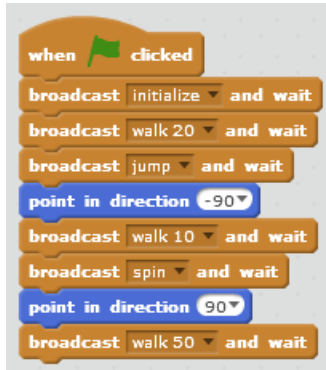 when clicked
broadcast initialize and wait
broadcast walk 20 and wait
broadcast jump and wait
point in direction -90
broadcast walk 10 and wait
broadcast spin and wait
point in direction 90
broadcast walk 50 and wait